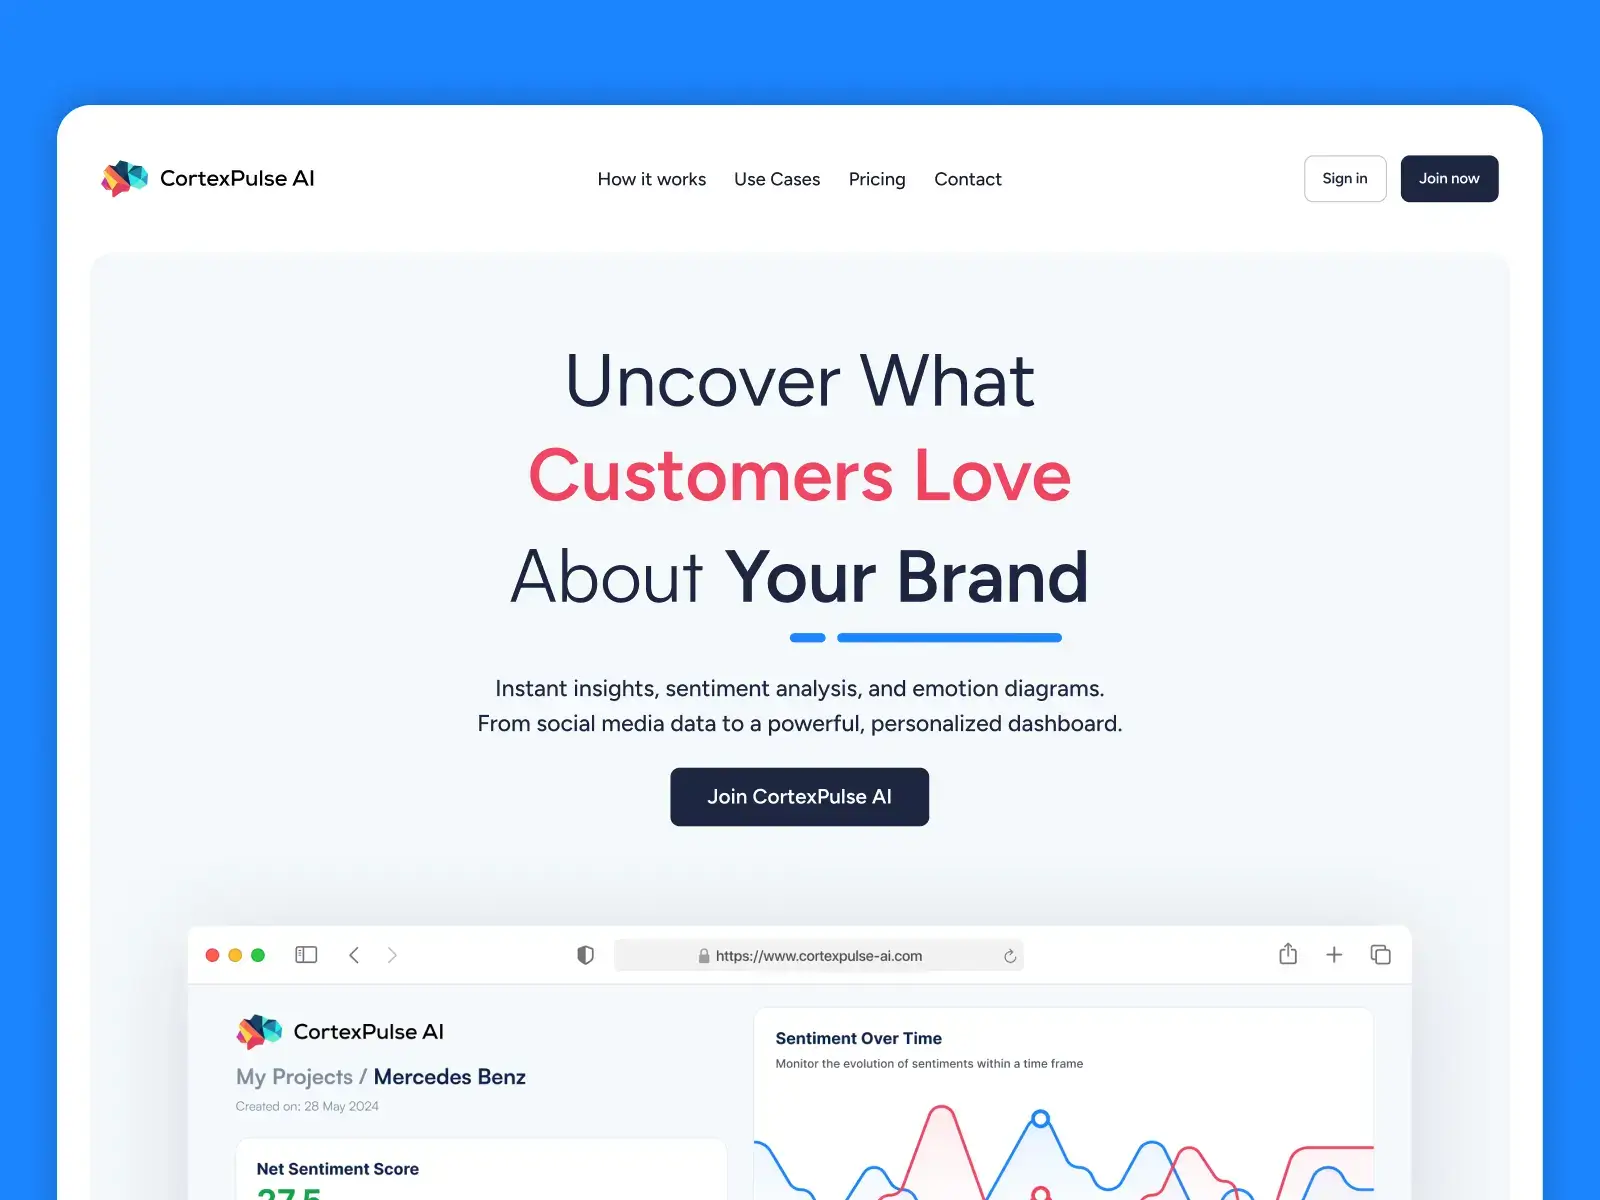 CortexPulse AI
How it works
Use Cases
Pricing
Contact
Sign in
Join now
Uncover What
Customers Love
About Your Brand
Instant insights, sentiment analysis, and emotion diagrams.
From social media data to a powerful, personalized dashboard.
Join CortexPulse AI
https://www.cortexpulse-ai.com
CortexPulse AI
My Projects / Mercedes Benz
Created on: 28 May 2024
Net Sentiment Score
27.5
Sentiment Over Time
Monitor the evolution of sentiments within a time frame